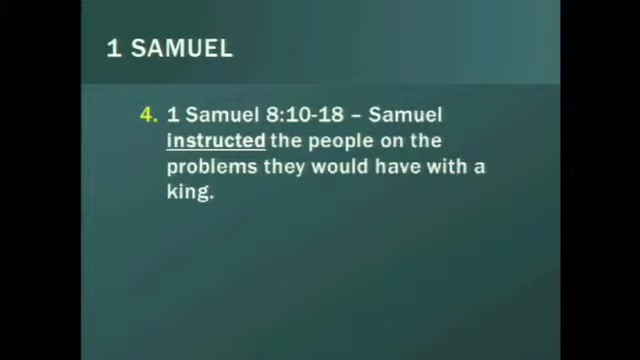 1 SAMUEL
4. 1 Samuel 8:10-18 – Samuel
instructed the people on the
problems they would have with a
king.